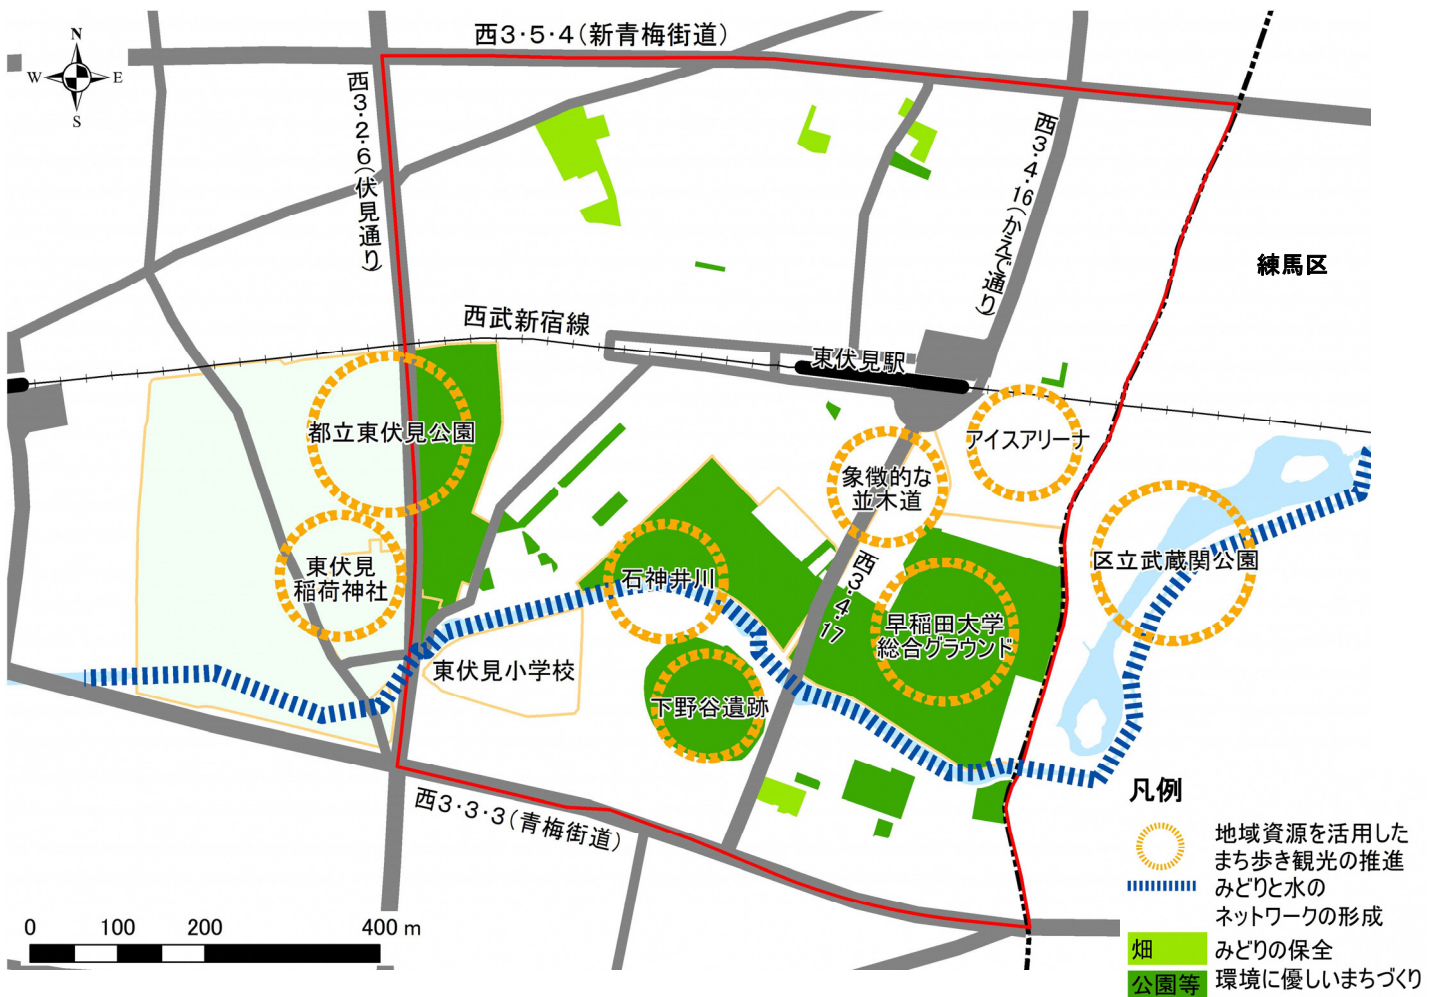 N
W
E
S
西3・5・4(新青梅街道)
西3・2・6(伏見通り)
西3・4・16(かえで通り)
練馬区
西武新宿線
東伏見駅
都立東伏見公園
アイスアリーナ
象徴的な
並木道
東伏見
稲荷神社
石神井川
西3・4・17
区立武蔵関公園
早稲田大学
総合グラウンド
東伏見小学校
下野谷遺跡
西3・3・3(青梅街道)
凡例
地域資源を活用した
まち歩き観光の推進
みどりと水の
ネットワークの形成
畑
みどりの保全
公園等
環境に優しいまちづくり
0 100 200 400 m